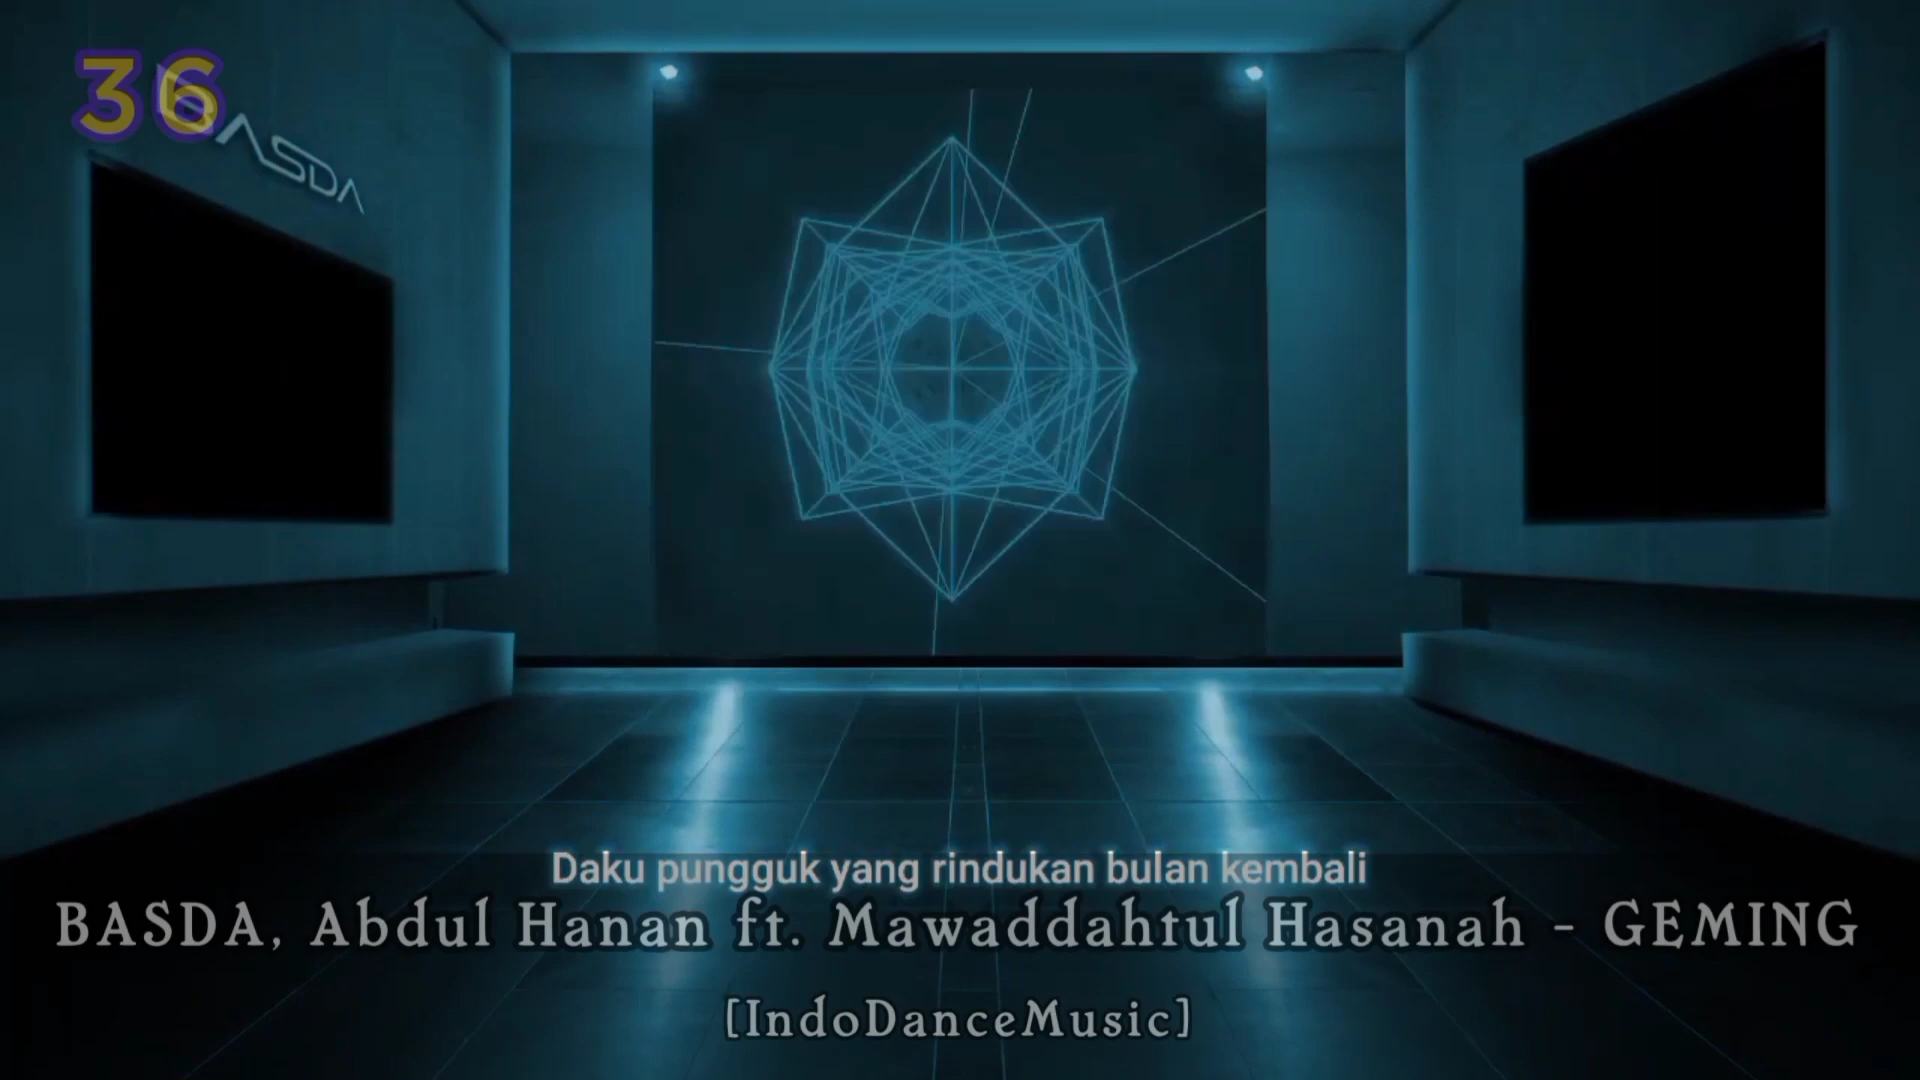 36
BASDA
Daku pungguk yang rindukan bulan kembali
BASDA, Abdul Hanan ft. Mawaddahtul Hasanah - GEMING
[IndoDanceMusic]